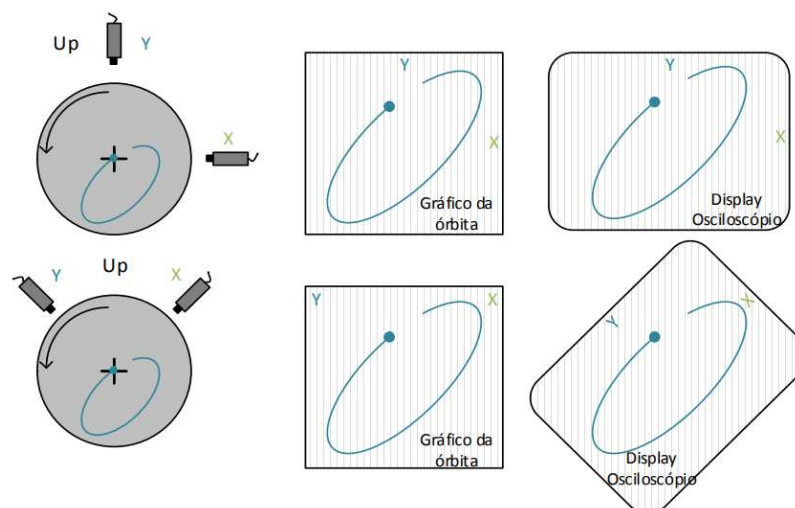 Up
Y
X
Y
X
Gráfico da
órbita
Y
X
Display
Osciloscópio
Up
Y
X
Y
X
Gráfico da
órbita
Y
X
Display
Osciloscópio